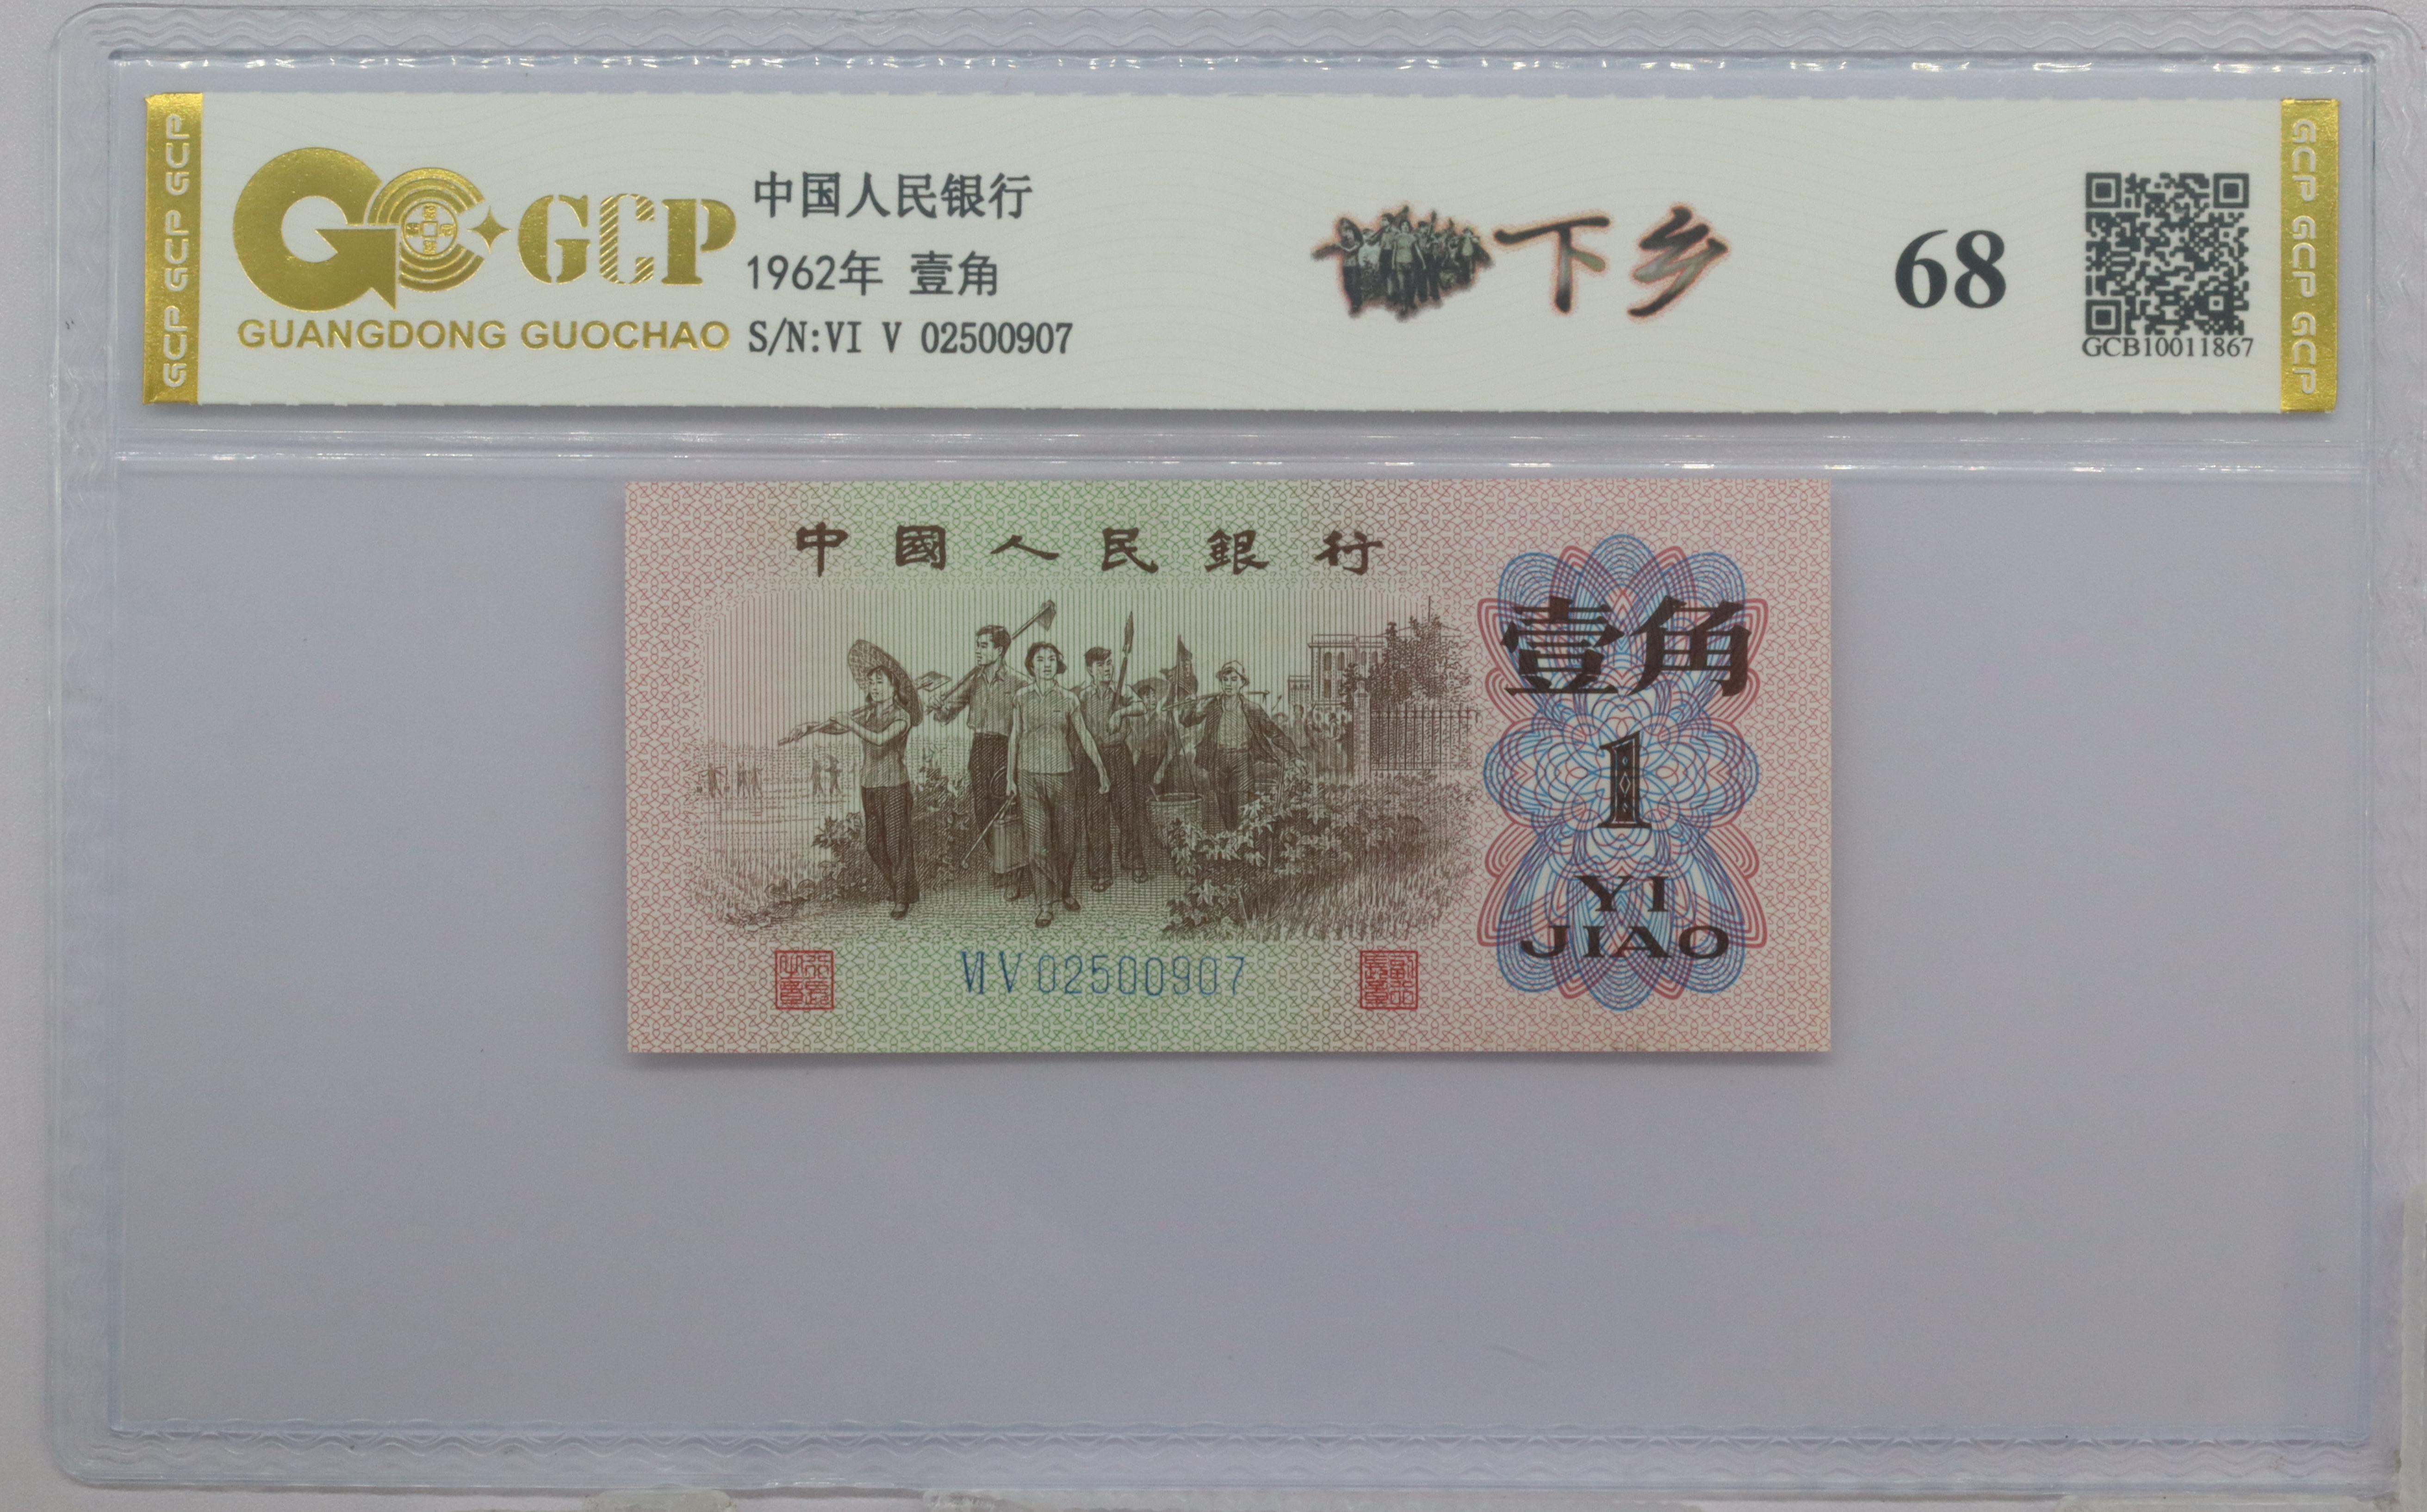 GCP GCP GCP
GCP
GUANGDONG GUOCHAO
中国人民银行
1962年 壹角
S/N:VI V 02500907
下乡
68
GCB10011867
GCP GCP GCP
中國人民銀行
壹角
1
YI
JIAO
VI V 02500907